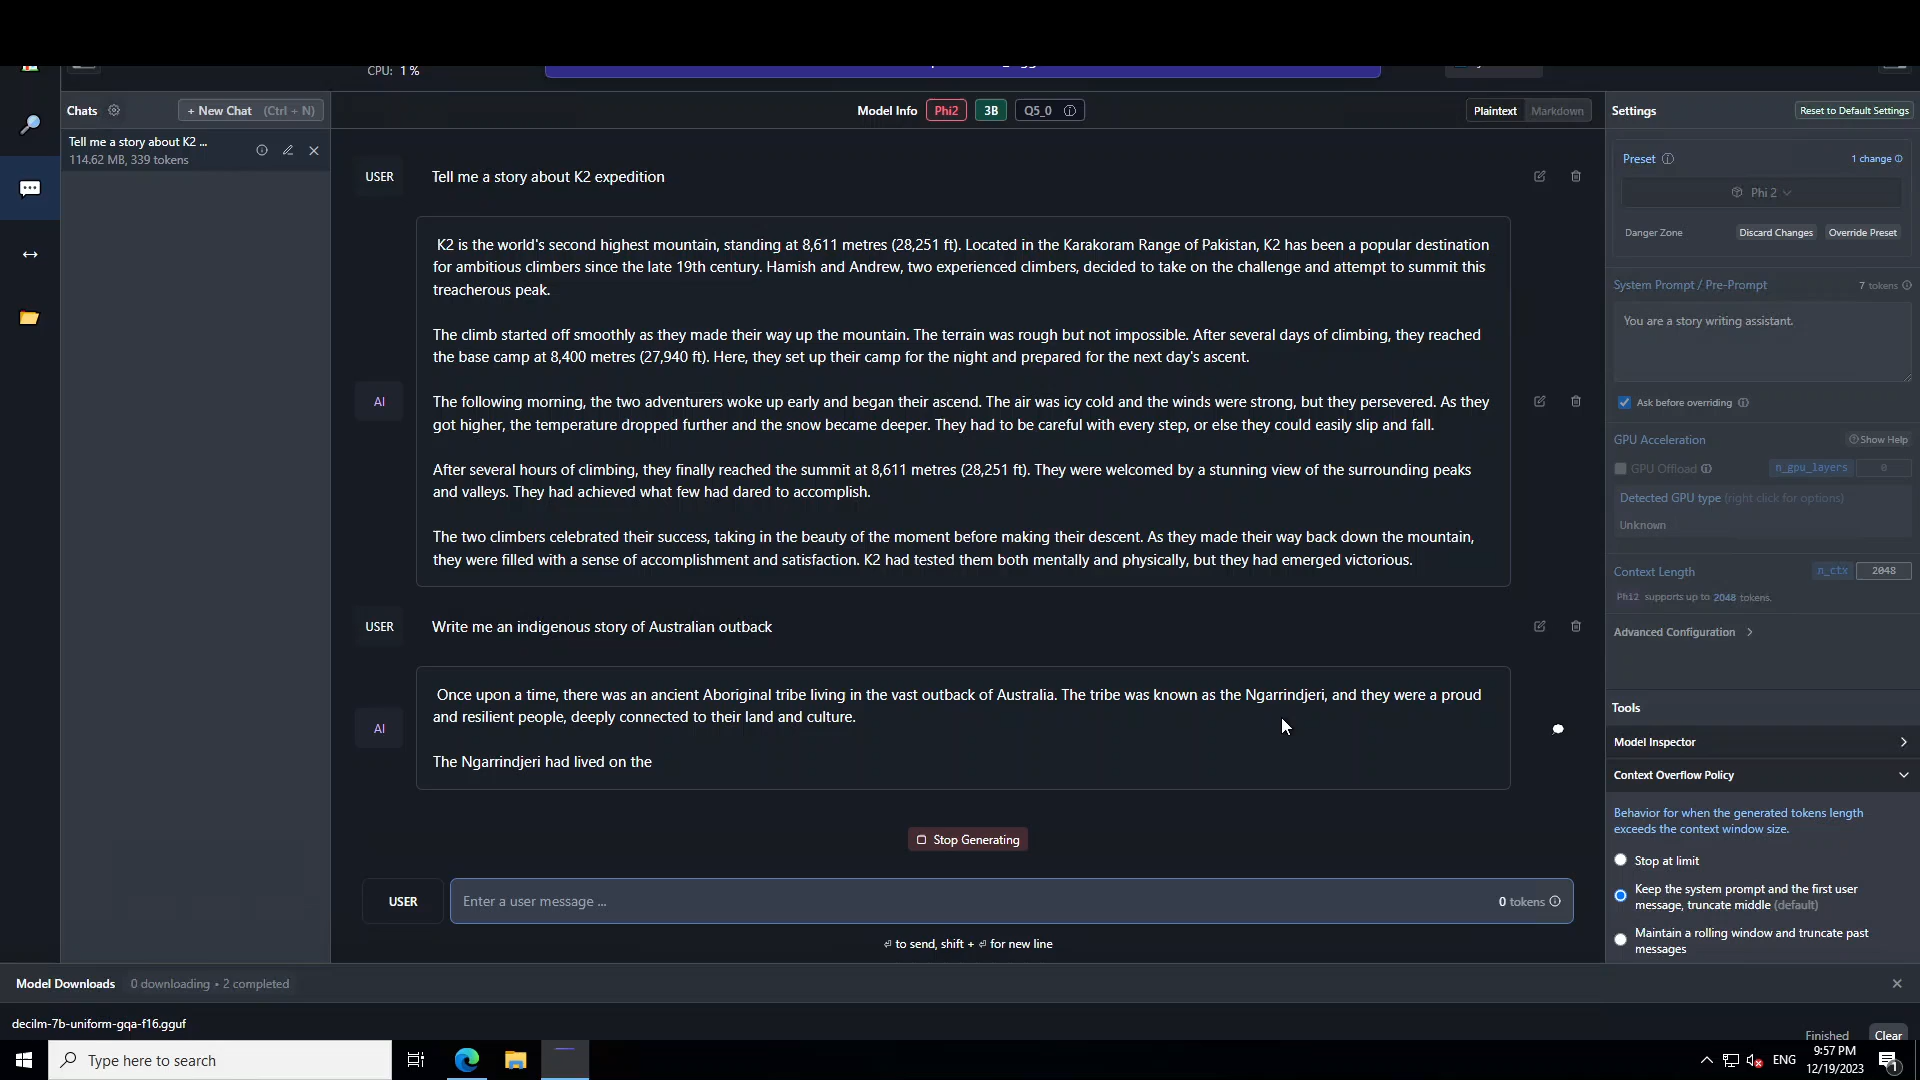 CPU: 1 %
Chats
+ New Chat (Ctrl + N)
Model Info Phi2 3B Q5_0
Plaintext Markdown
Settings
Reset to Default Settings
Tell me a story about K2 ...
114.62 MB, 339 tokens
USER
Tell me a story about K2 expedition
K2 is the world's second highest mountain, standing at 8,611 metres (28,251 ft). Located in the Karakoram Range of Pakistan, K2 has been a popular destination
for ambitious climbers since the late 19th century. Hamish and Andrew, two experienced climbers, decided to take on the challenge and attempt to summit this
treacherous peak.
The climb started off smoothly as they made their way up the mountain. The terrain was rough but not impossible. After several days of climbing, they reached
the base camp at 8,400 metres (27,940 ft). Here, they set up their camp for the night and prepared for the next day's ascent.
AI
The following morning, the two adventurers woke up early and began their ascend. The air was icy cold and the winds were strong, but they persevered. As they
got higher, the temperature dropped further and the snow became deeper. They had to be careful with every step, or else they could easily slip and fall.
After several hours of climbing, they finally reached the summit at 8,611 metres (28,251 ft). They were welcomed by a stunning view of the surrounding peaks
and valleys. They had achieved what few had dared to accomplish.
The two climbers celebrated their success, taking in the beauty of the moment before making their descent. As they made their way back down the mountain,
they were filled with a sense of accomplishment and satisfaction. K2 had tested them both mentally and physically, but they had emerged victorious.
USER
Write me an indigenous story of Australian outback
Once upon a time, there was an ancient Aboriginal tribe living in the vast outback of Australia. The tribe was known as the Ngarrindjeri, and they were a proud
and resilient people, deeply connected to their land and culture.
AI
The Ngarrindjeri had lived on the
Stop Generating
USER
Enter a user message ...
0 tokens
⏎ to send, shift + ⏎ for new line
Preset
1 change
Phi 2
Danger Zone
Discard Changes
Override Preset
System Prompt / Pre-Prompt
7 tokens
You are a story writing assistant.
Ask before overriding
GPU Acceleration
Show Help
GPU Offload
n_gpu_layers 0
Detected GPU type (right click for options)
Unknown
Context Length
n_ctx 2048
Phi2 supports up to 2048 tokens.
Advanced Configuration
Tools
Model Inspector
Context Overflow Policy
Behavior for when the generated tokens length
exceeds the context window size.
Stop at limit
Keep the system prompt and the first user
message, truncate middle (default)
Maintain a rolling window and truncate past
messages
Model Downloads 0 downloading • 2 completed
decilm-7b-uniform-gqa-f16.gguf
Finished
Clear
Type here to search
ENG
9:57 PM
12/19/2023
1